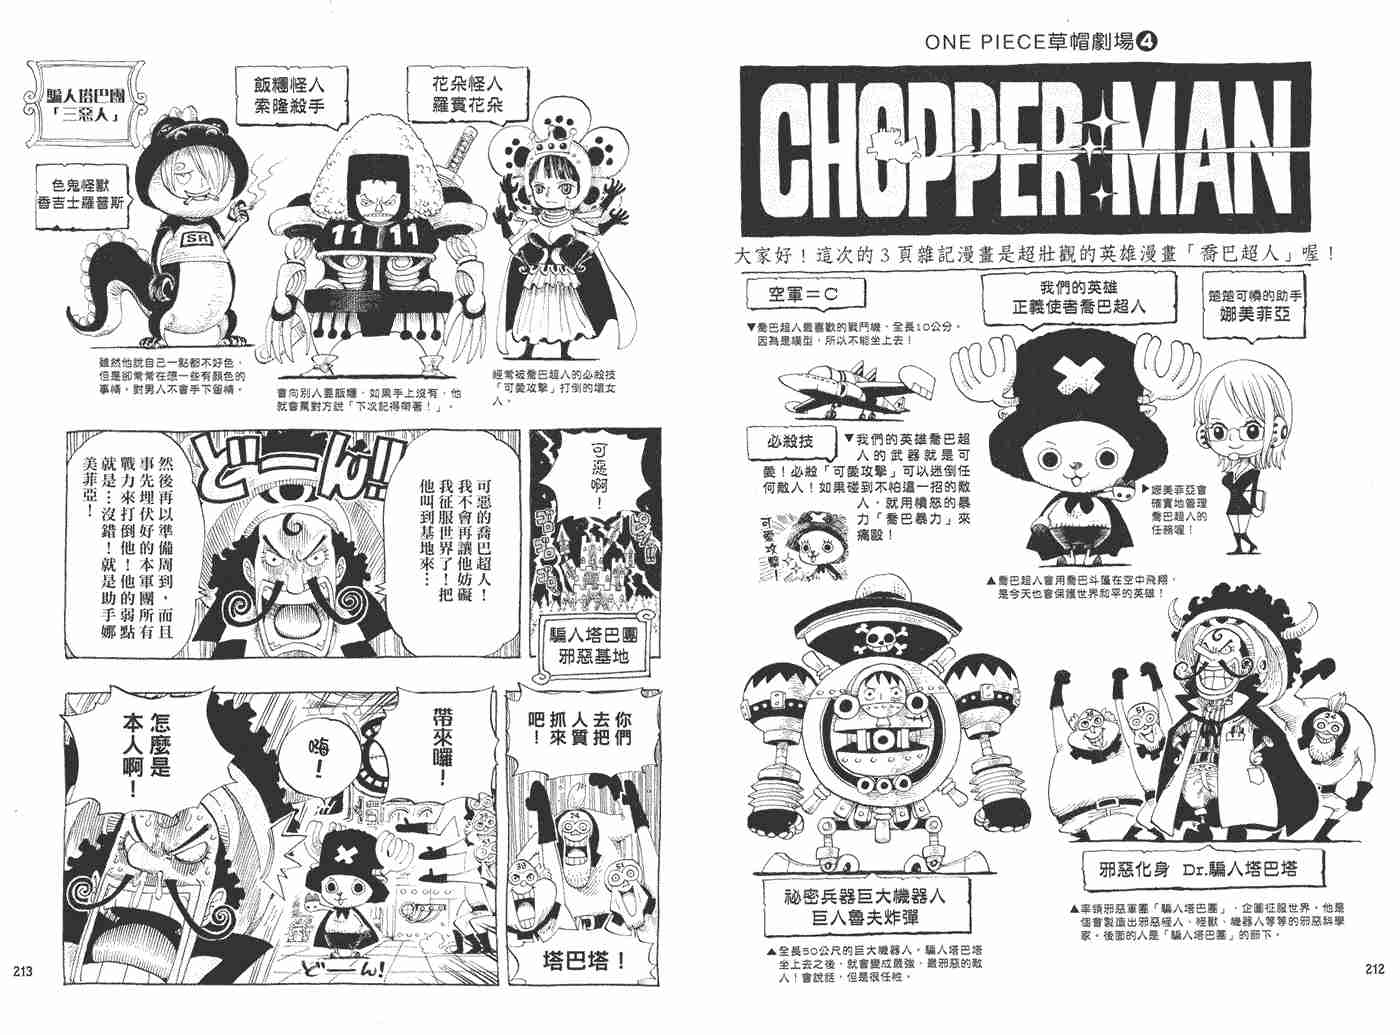 ONE PIECE草帽劇場❹
CHOPPER MAN
大家好！這次的3頁雜記漫畫是超壯觀的英雄漫畫「喬巴超人」喔！
楚楚可憐的助手
娜美菲亞
我們的英雄
正義使者喬巴超人
空軍＝C
▼喬巴超人最喜歡的戰鬥機。全長10公分。
因為是模型，所以不能坐上去！
必殺技
▼我們的英雄喬巴超
人的武器就是可
愛！必殺「可愛攻擊」可以迷倒任
何敵人！如果碰到不怕這一招的敵
人，就用憤怒的暴
力「喬巴暴力」來
痛毆！
可愛攻擊！
▶娜美菲亞會
確實地管理
喬巴超人的
任務喔！
▲喬巴超人會用喬巴斗篷在空中飛翔，
是今天也會保護世界和平的英雄！
祕密兵器巨大機器人
巨人魯夫炸彈
▲全長50公尺的巨大機器人。騙人塔巴塔
坐上去之後，就會變成最強，最邪惡的敵
人！會說話，但是很任性。
邪惡化身 Dr.騙人塔巴塔
▲率領邪惡軍團「騙人塔巴團」，企圖征服世界，他是
個會製造出邪惡怪人、怪獸、機器人等等的邪惡科學
家。後面的人是「騙人塔巴團」的部下。
212
騙人塔巴團
「三惡人」
色鬼怪獸
香吉士羅普斯
SR
雖然他說自己一點都不好色，
但是卻常常在想一些有顏色的
事情。對男人不會手下留情。
飯糰怪人
索隆殺手
11 11
會向別人要飯糰，如果手上沒有，他
就會罵對方說「下次記得帶著！」。
花朵怪人
羅賓花朵
經常被喬巴超人的必殺技
「可愛攻擊」打倒的壞女
人。
可惡啊！
騙人塔巴團
邪惡基地
可惡的喬巴超人！
我不會再讓他妨礙
我征服世界了！把
他叫到基地來…
どーん!!
然後再以準備周到，而且
事先埋伏好的本軍團所有
戰力來打倒他！他的弱點
就是…沒錯！就是助手娜
美菲亞！
你們
去把
人質
抓來
吧！
塔巴塔！
帶來囉！
嗨！
どーん!
怎麼是
本人啊！
213